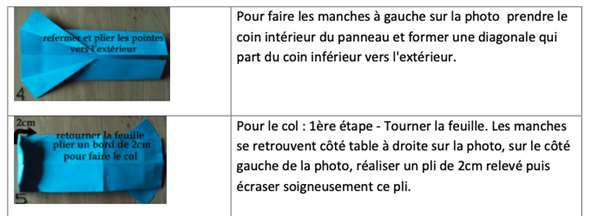 refermer et plier les pointes
vers l'extérieur
4
Pour faire les manches à gauche sur la photo prendre le
coin intérieur du panneau et former une diagonale qui
part du coin inférieur vers l'extérieur.
2cm
retourner la feuille
plier un bord de 2cm
pour faire le col
5
Pour le col : 1ère étape - Tourner la feuille. Les manches
se retrouvent côté table à droite sur la photo, sur le côté
gauche de la photo, réaliser un pli de 2cm relevé puis
écraser soigneusement ce pli.